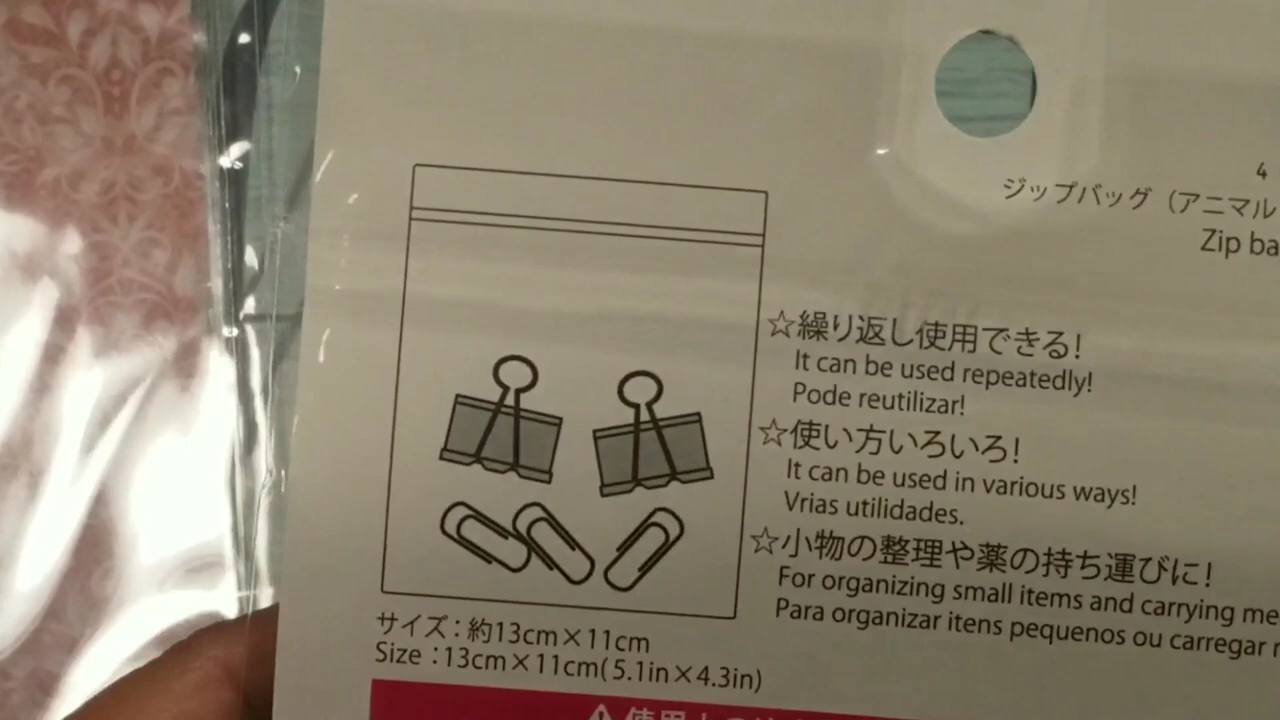 4
ジップバッグ（アニマル
Zip ba
☆繰り返し使用できる!
It can be used repeatedly!
Pode reutilizar!
☆使い方いろいろ!
It can be used in various ways!
Vrias utilidades.
☆小物の整理や薬の持ち運びに!
For organizing small items and carrying me
Para organizar itens pequenos ou carregar
サイズ：約13cm×11cm
Size :13cm×11cm(5.1in×4.3in)